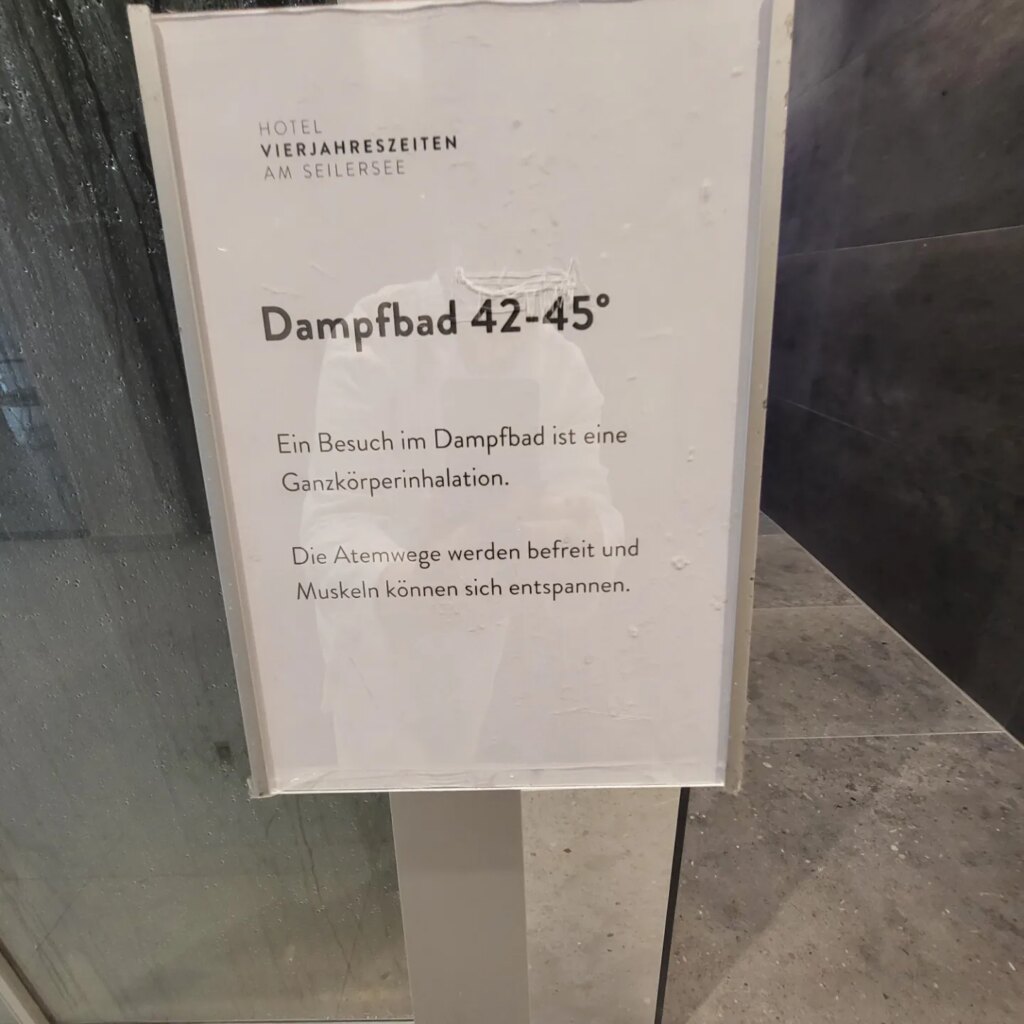 HOTEL
VIERJAHRESZEITEN
AM SEILERSEE
Dampfbad 42-45°
Ein Besuch im Dampfbad ist eine
Ganzkörperinhalation.
Die Atemwege werden befreit und
Muskeln können sich entspannen.